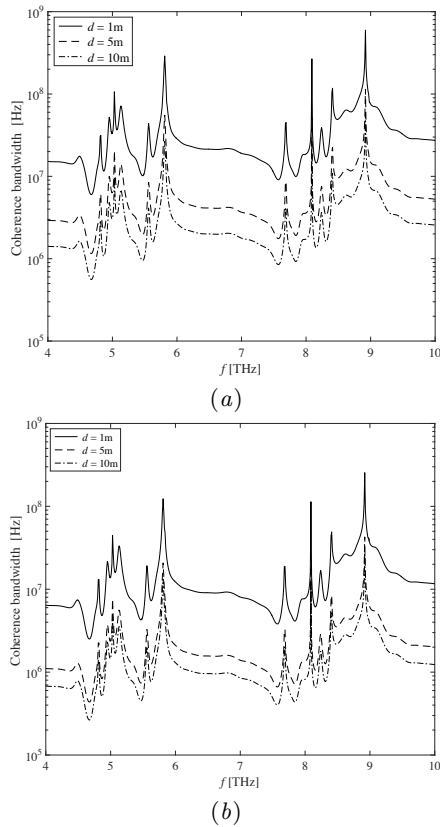 10^9
d = 1m
d = 5m
d = 10m
10^8
10^7
10^6
10^5
Coherence bandwidth [Hz]
4 5 6 7 8 9 10
f [THz]
(a)
10^9
d = 1m
d = 5m
d = 10m
10^8
10^7
10^6
10^5
Coherence bandwidth [Hz]
4 5 6 7 8 9 10
f [THz]
(b)